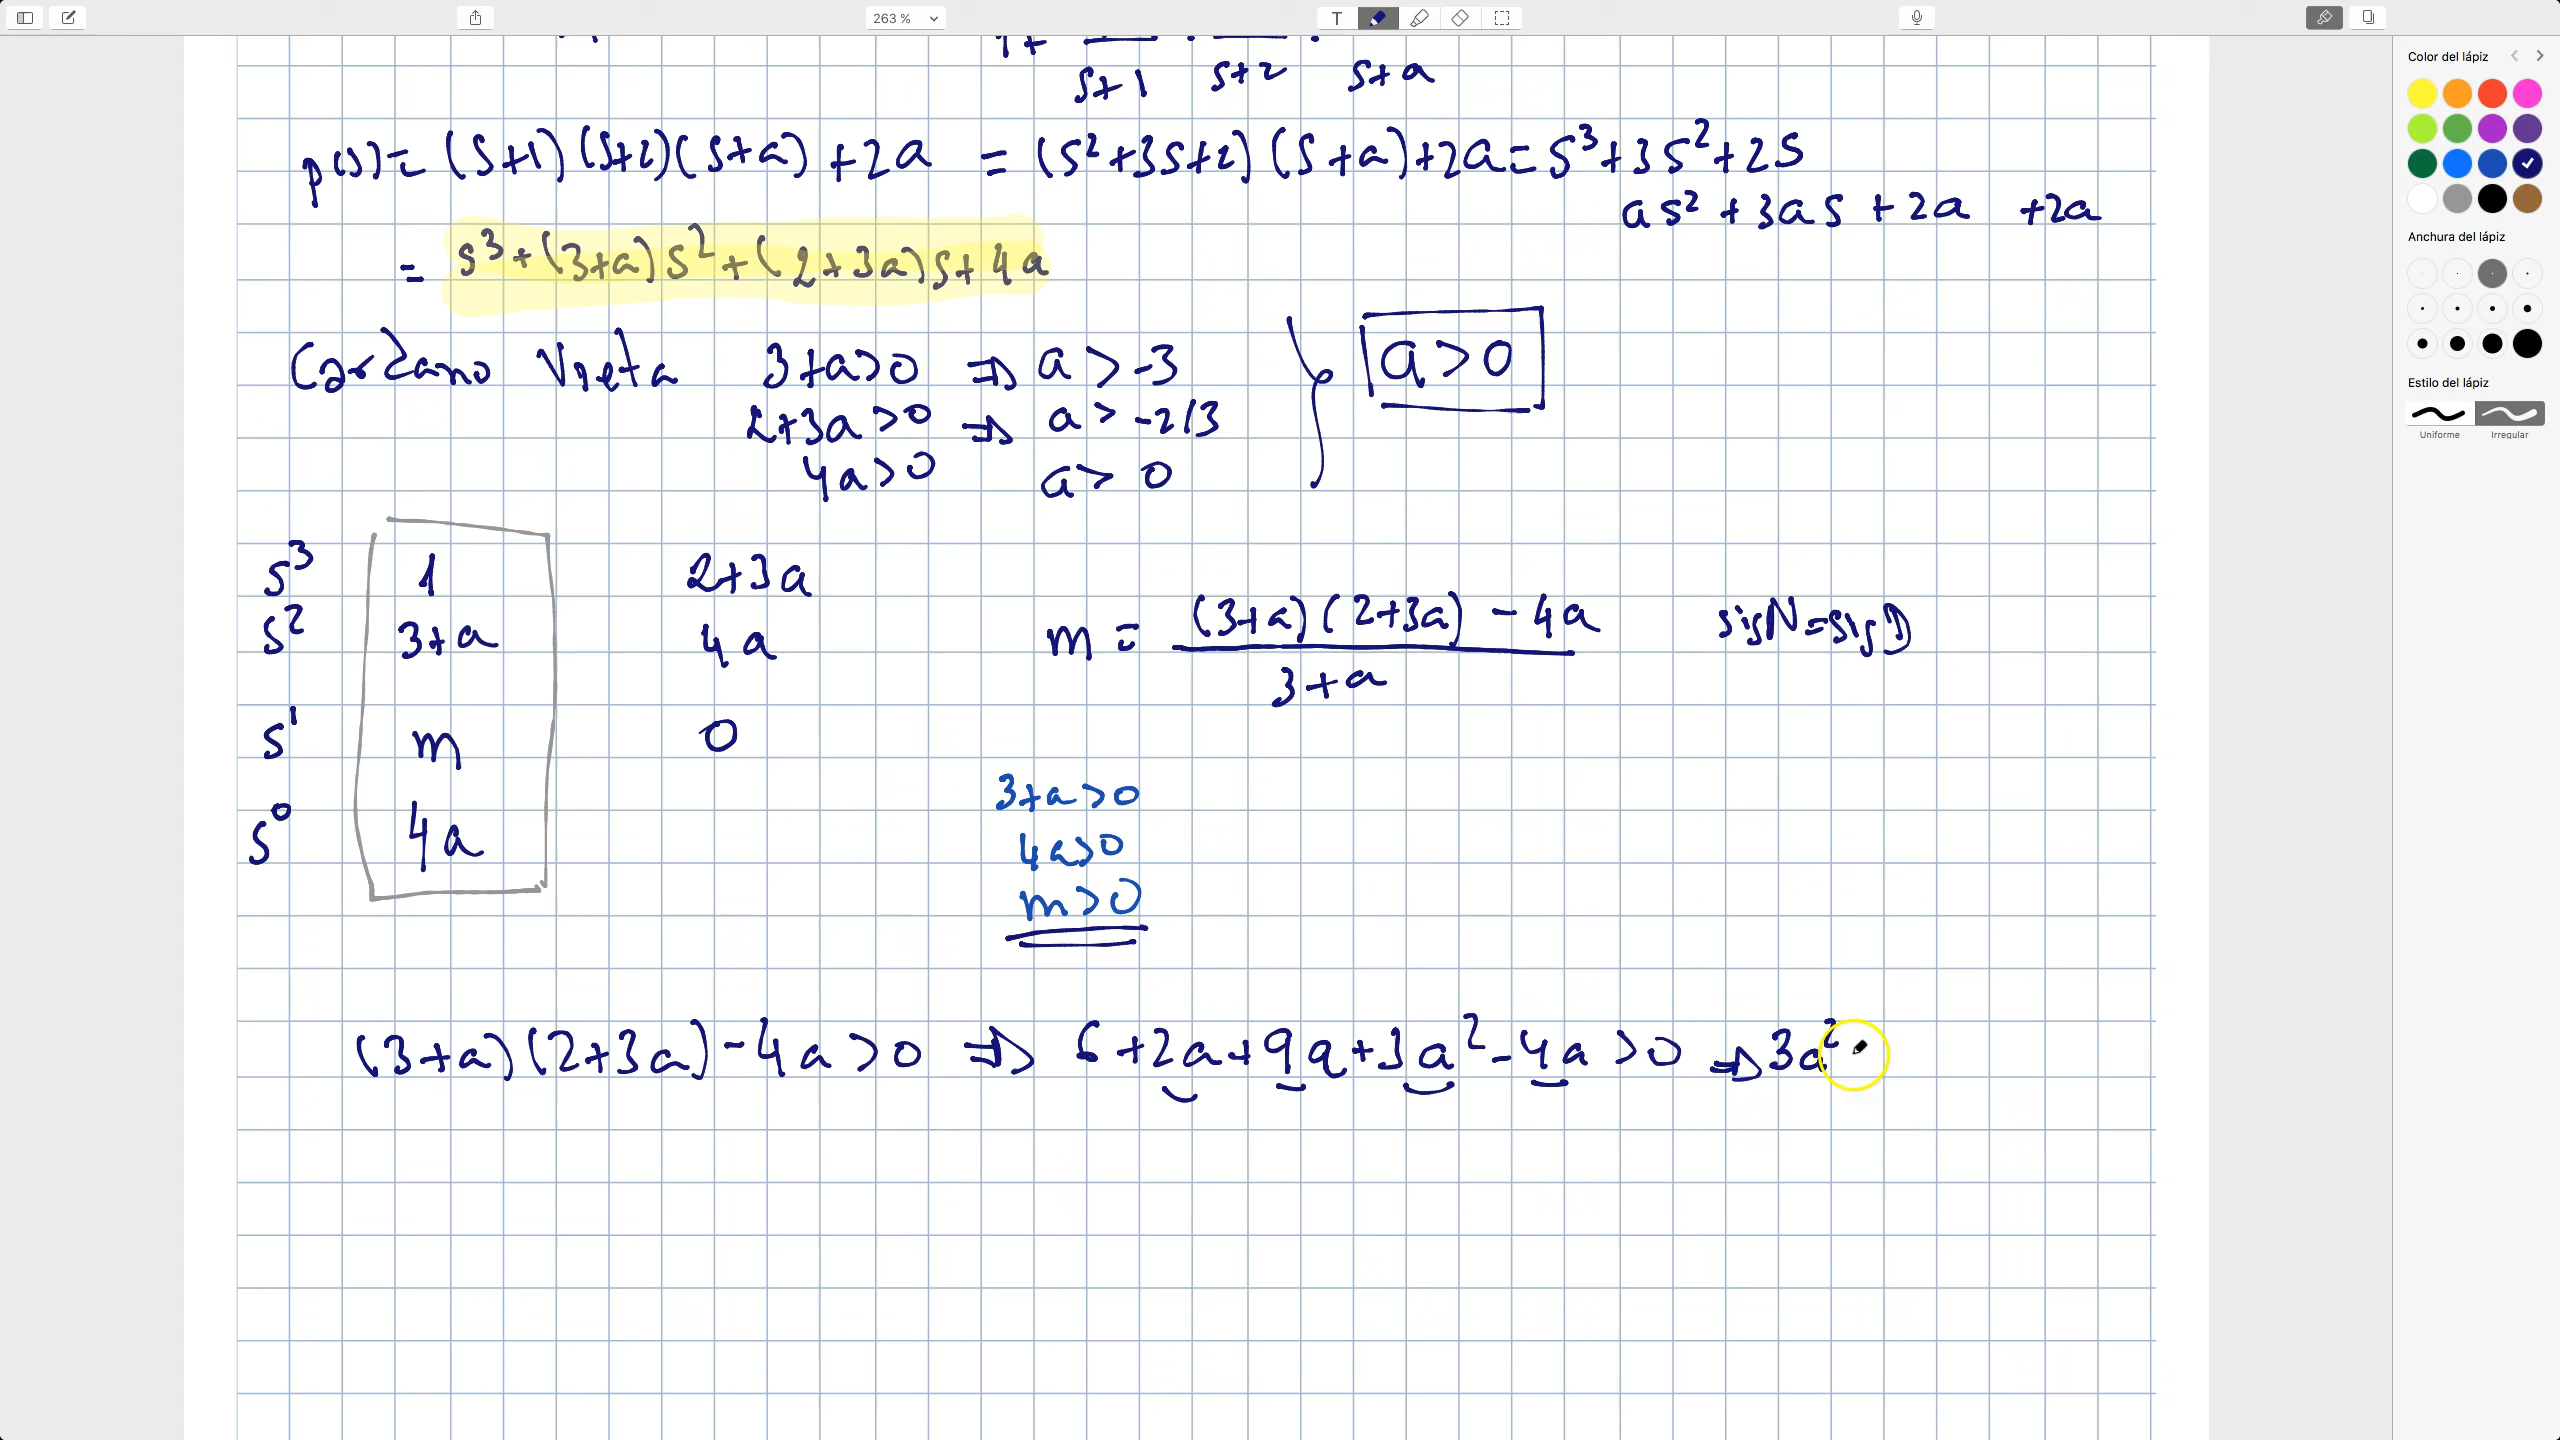 263 %
T
1+
s+1 s+2 s+a
p(s)= (s+1)(s+2)(s+a)+2a = (s²+3s+2)(s+a)+2a = s³+3s²+2s
as²+3as+2a +2a
= s³+(3+a)s²+(2+3a)s+4a
Cardano Vieta 3+a>0 ⇒ a>-3
a>0
2+3a>0 ⇒ a>-2/3
4a>0 a>0
s³ 1 2+3a
s² 3+a 4a
m = (3+a)(2+3a)-4a sigN=sigD
3+a
s¹ m 0
s⁰ 4a
3+a>0
4a>0
m>0
(3+a)(2+3a)-4a>0 ⇒ 6+2a+9a+3a²-4a>0 ⇒ 3a²
Color del lápiz
Anchura del lápiz
Estilo del lápiz
Uniforme Irregular